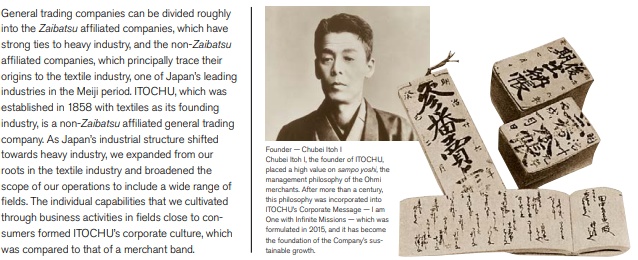 General trading companies can be divided roughly
into the Zaibatsu affiliated companies, which have
strong ties to heavy industry, and the non-Zaibatsu
affiliated companies, which principally trace their
origins to the textile industry, one of Japan's leading
industries in the Meiji period. ITOCHU, which was
established in 1858 with textiles as its founding
industry, is a non-Zaibatsu affiliated general trading
company. As Japan's industrial structure shifted
towards heavy industry, we expanded from our
roots in the textile industry and broadened the
scope of our operations to include a wide range of
fields. The individual capabilities that we cultivated
through business activities in fields close to con-
sumers formed ITOCHU's corporate culture, which
was compared to that of a merchant band.
Founder — Chubei Itoh I
Chubei Itoh I, the founder of ITOCHU,
placed a high value on sampo yoshi, the
management philosophy of the Ohmi
merchants. After more than a century,
this philosophy was incorporated into
ITOCHU's Corporate Message — I am
One with Infinite Missions — which was
formulated in 2015, and it has become
the foundation of the Company's sus-
tainable growth.